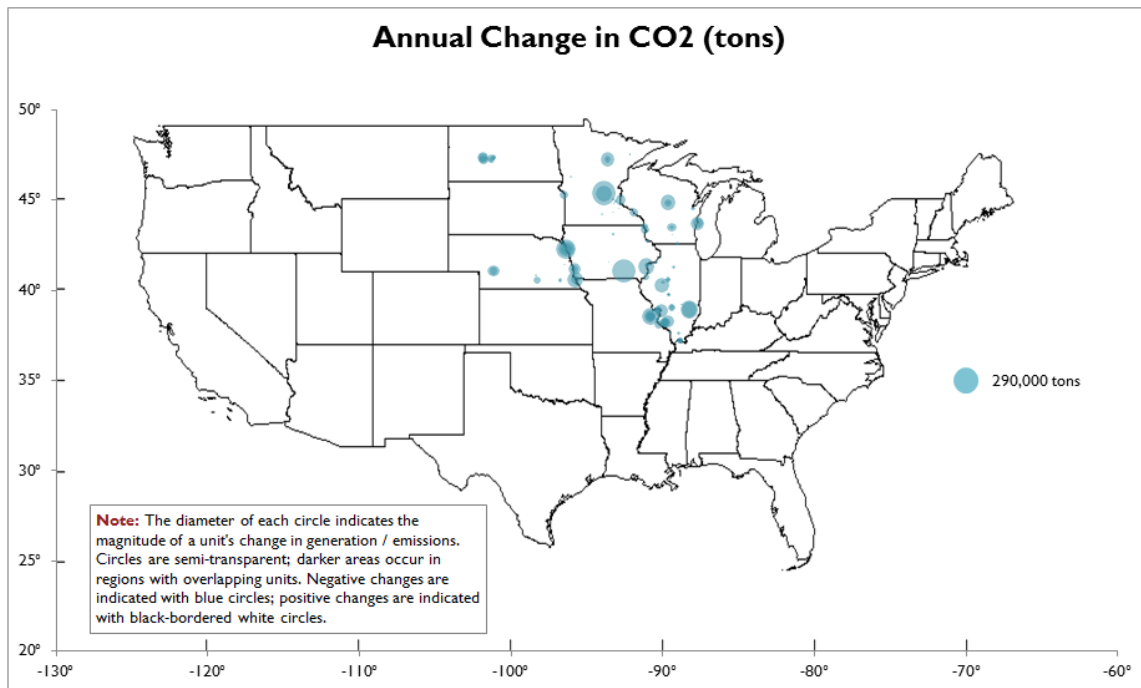 Annual Change in CO2 (tons)
50°
45°
40°
35°
290,000 tons
30°
25°
Note: The diameter of each circle indicates the
magnitude of a unit's change in generation / emissions.
Circles are semi-transparent; darker areas occur in
regions with overlapping units. Negative changes are
indicated with blue circles; positive changes are indicated
with black-bordered white circles.
20°
-130° -120° -110° -100° -90° -80° -70° -60°